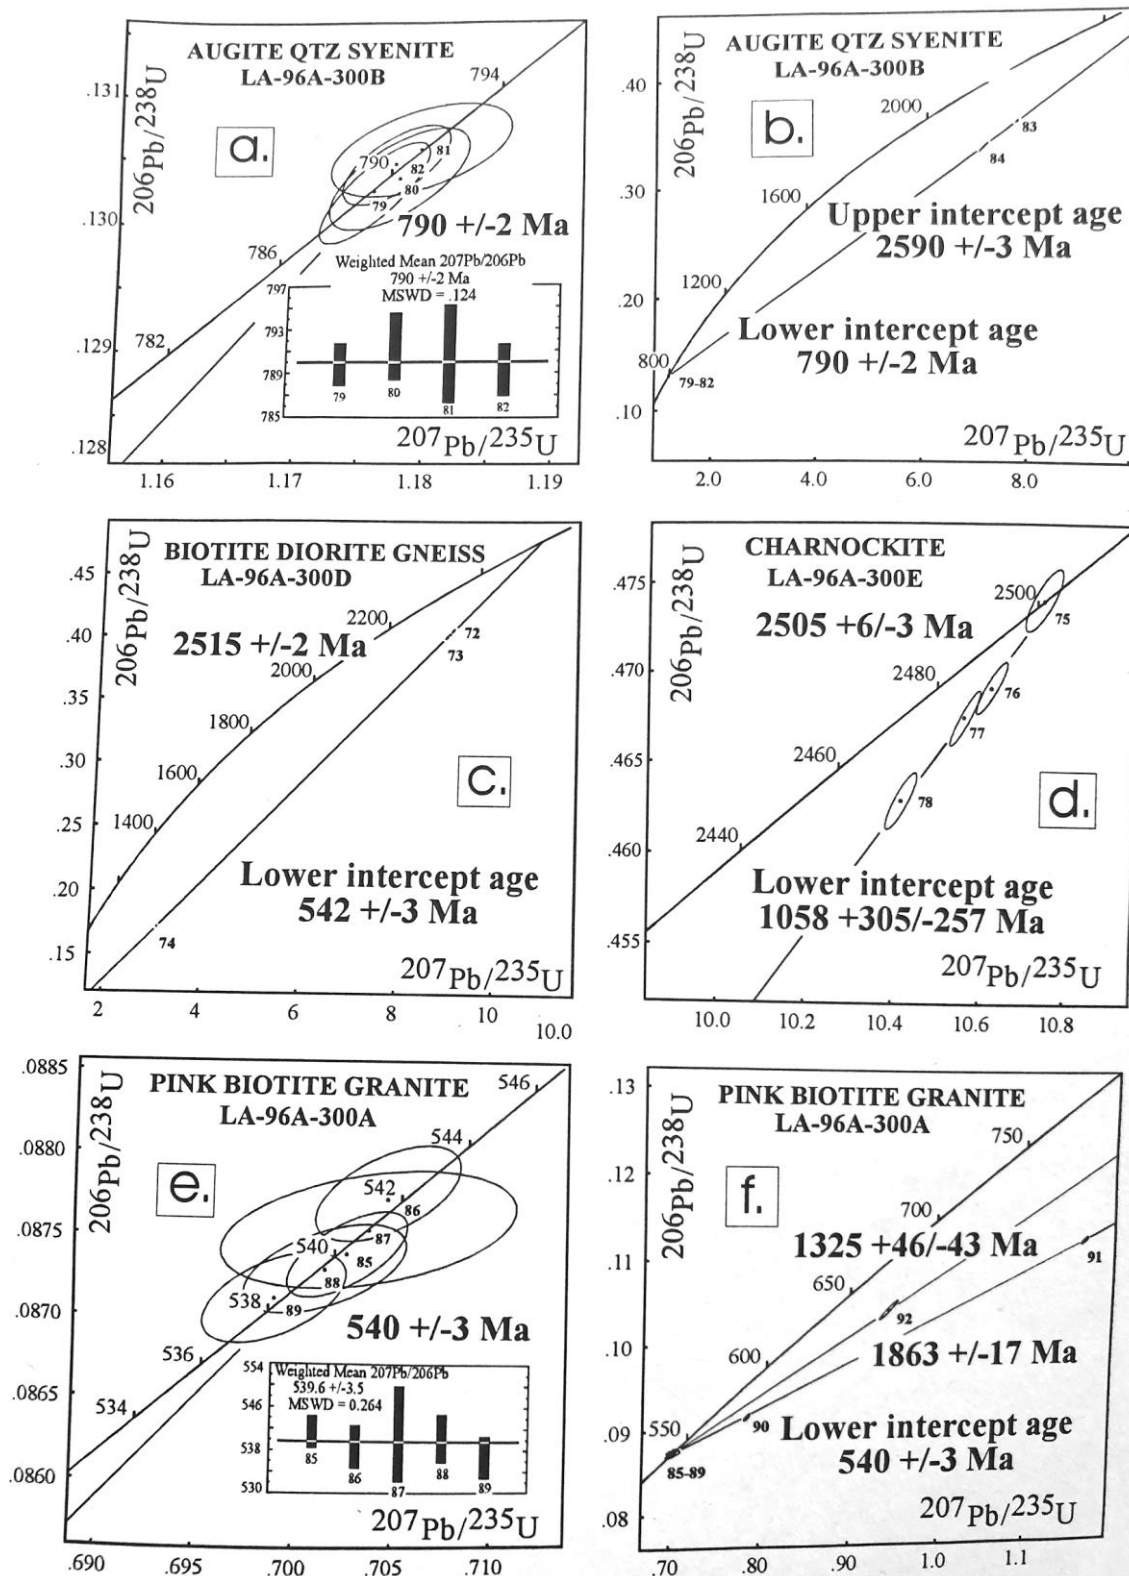 AUGITE QTZ SYENITE
LA-96A-300B
206Pb/238U
a.
.131
.130
.129
.128
794
790
786
782
81
82
80
79
790 +/-2 Ma
Weighted Mean 207Pb/206Pb
790 +/-2 Ma
MSWD = .124
797
793
789
785
79
80
81
82
207Pb/235U
1.16
1.17
1.18
1.19
AUGITE QTZ SYENITE
LA-96A-300B
206Pb/238U
b.
.40
.30
.20
.10
2000
1600
1200
800
83
84
79-82
Upper intercept age
2590 +/-3 Ma
Lower intercept age
790 +/-2 Ma
207Pb/235U
2.0
4.0
6.0
8.0
BIOTITE DIORITE GNEISS
LA-96A-300D
206Pb/238U
2515 +/-2 Ma
c.
.45
.40
.35
.30
.25
.20
.15
2200
2000
1800
1600
1400
72
73
74
Lower intercept age
542 +/-3 Ma
207Pb/235U
2
4
6
8
10
10.0
CHARNOCKITE
LA-96A-300E
206Pb/238U
2505 +6/-3 Ma
d.
.475
.470
.465
.460
.455
2500
2480
2460
2440
75
76
77
78
Lower intercept age
1058 +305/-257 Ma
207Pb/235U
10.0
10.2
10.4
10.6
10.8
PINK BIOTITE GRANITE
LA-96A-300A
206Pb/238U
e.
.0885
.0880
.0875
.0870
.0865
.0860
546
544
542
540
538
536
534
86
87
85
88
89
540 +/-3 Ma
Weighted Mean 207Pb/206Pb
539.6 +/-3.5
MSWD = 0.264
554
546
538
530
85
86
87
88
89
207Pb/235U
.690
.695
.700
.705
.710
PINK BIOTITE GRANITE
LA-96A-300A
206Pb/238U
f.
.13
.12
.11
.10
.09
.08
750
700
650
600
550
1325 +46/-43 Ma
91
92
1863 +/-17 Ma
90
85-89
Lower intercept age
540 +/-3 Ma
207Pb/235U
.70
.80
.90
1.0
1.1